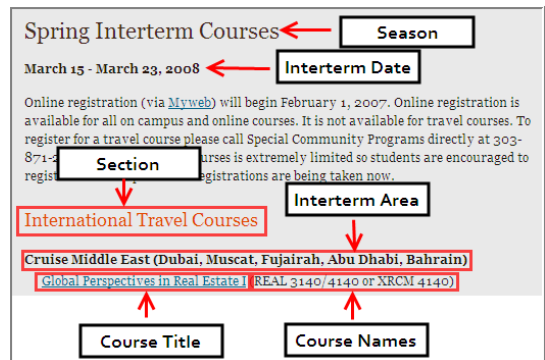 Spring Interterm Courses
Season
March 15 - March 23, 2008
Interterm Date
Online registration (via Myweb) will begin February 1, 2007. Online registration is
available for all on campus and online courses. It is not available for travel courses. To
register for a travel course please call Special Community Programs directly at 303-
871-2
Section
urses is extremely limited so students are encouraged to
regist
egistrations are being taken now.
Interterm Area
International Travel Courses
Cruise Middle East (Dubai, Muscat, Fujairah, Abu Dhabi, Bahrain)
Global Perspectives in Real Estate I (REAL 3140/4140 or XRCM 4140)
Course Title
Course Names